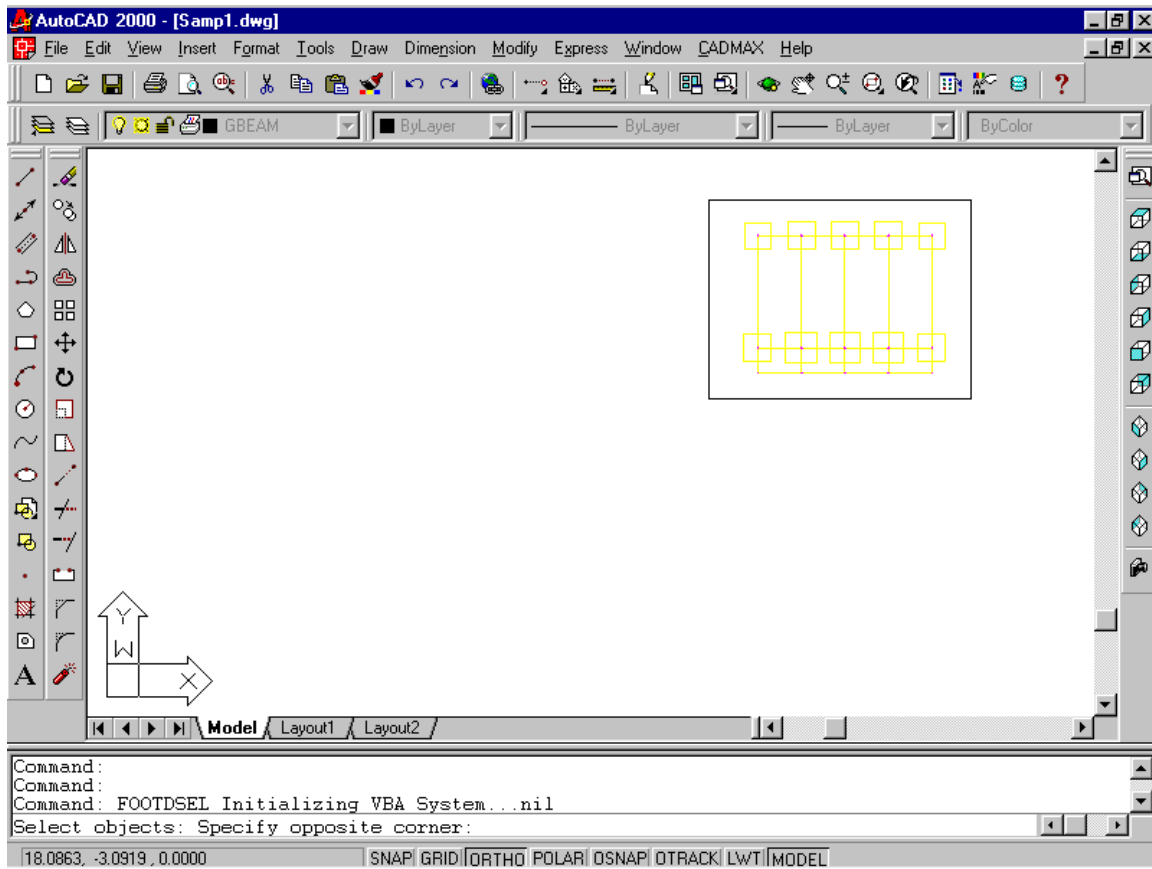 AutoCAD 2000 - [Samp1.dwg]
File Edit View Insert Format Tools Draw Dimension Modify Express Window CADMAX Help
GBEAM ByLayer ByLayer ByLayer ByColor
A
Y
W
X
Model Layout1 Layout2
Command:
Command:
Command: FOOTDSEL Initializing VBA System...nil
Select objects: Specify opposite corner:
18.0863, -3.0919 , 0.0000 SNAP GRID ORTHO POLAR OSNAP OTRACK LWT MODEL